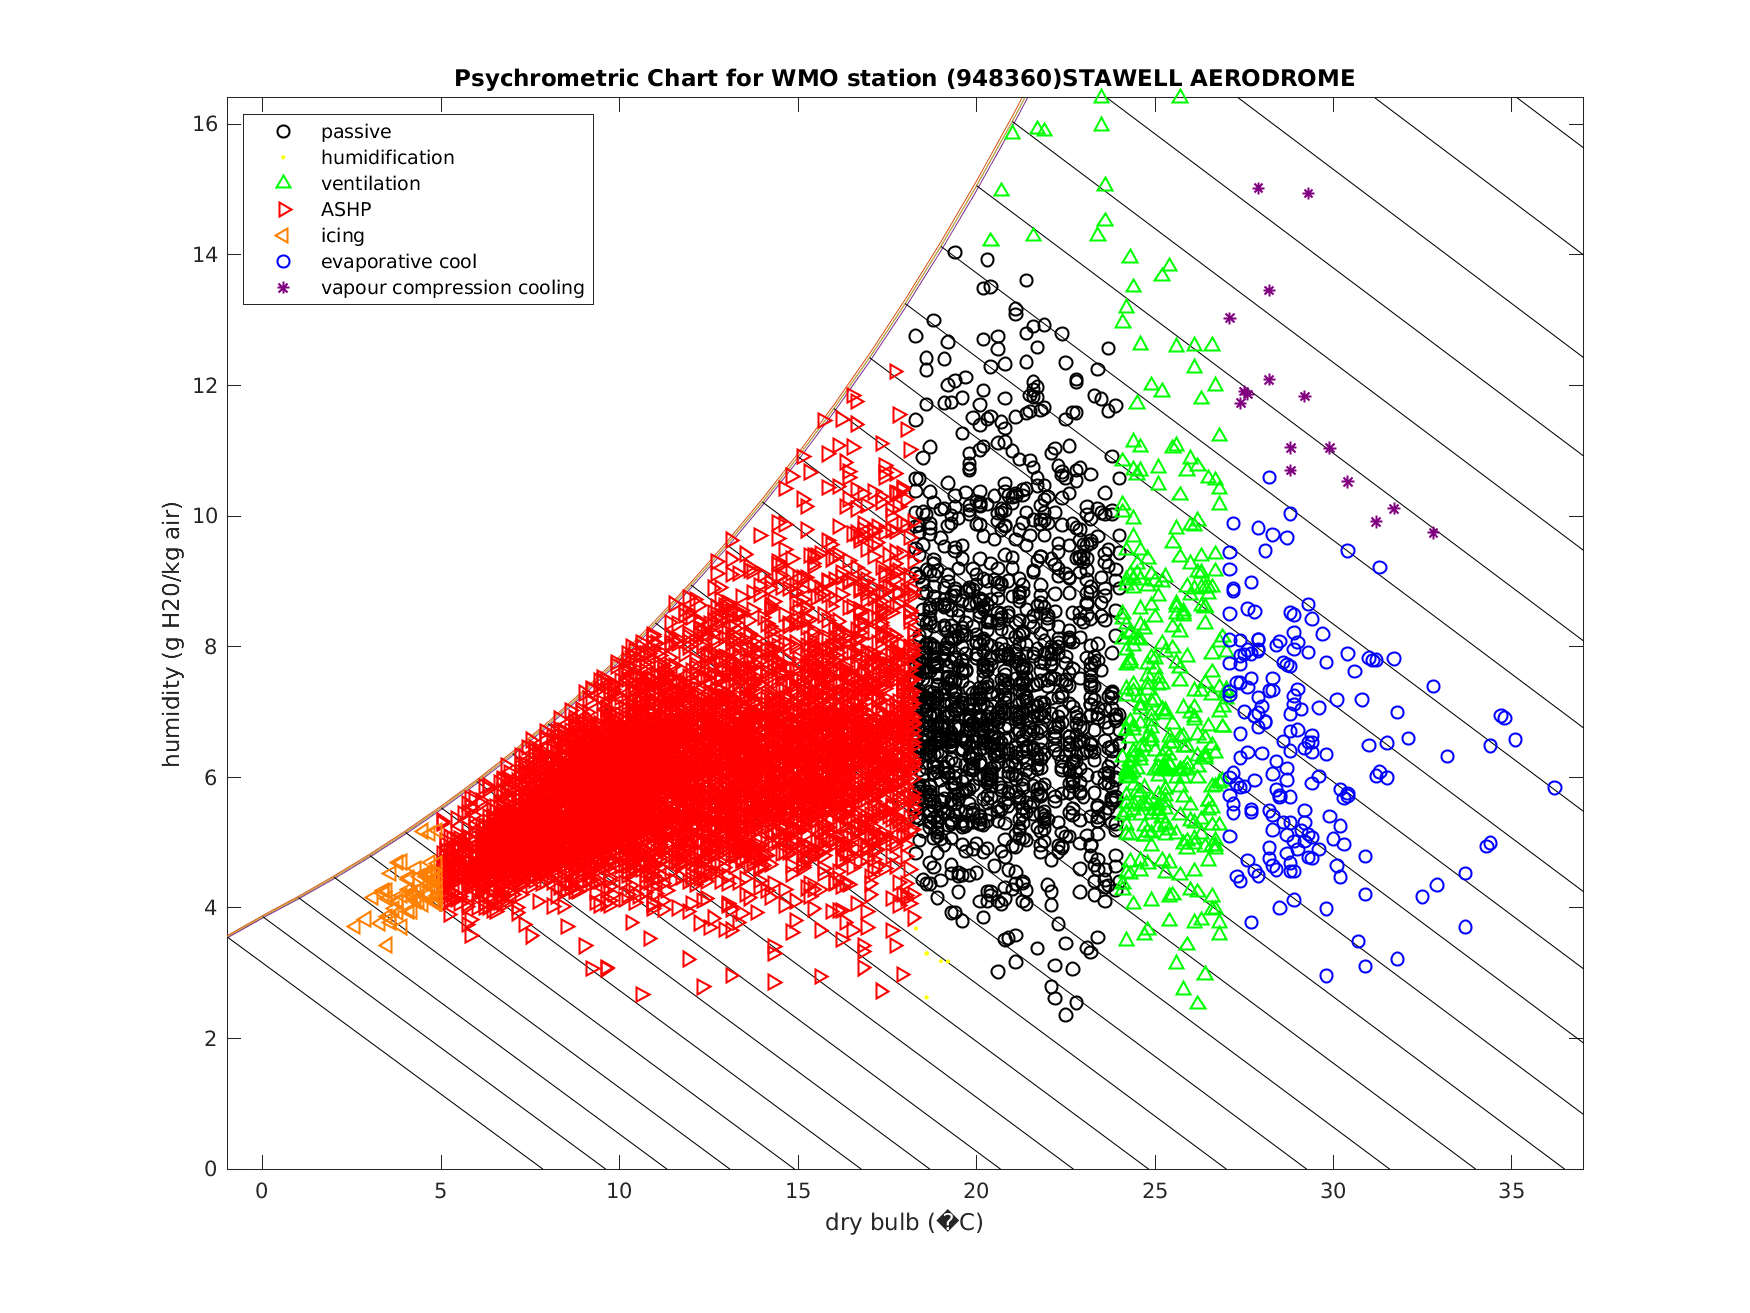 Psychrometric Chart for WMO station (948360)STAWELL AERODROME
passive
humidification
ventilation
ASHP
icing
evaporative cool
vapour compression cooling
humidity (g H20/kg air)
16
14
12
10
8
6
4
2
0
0 5 10 15 20 25 30 35
dry bulb (�C)